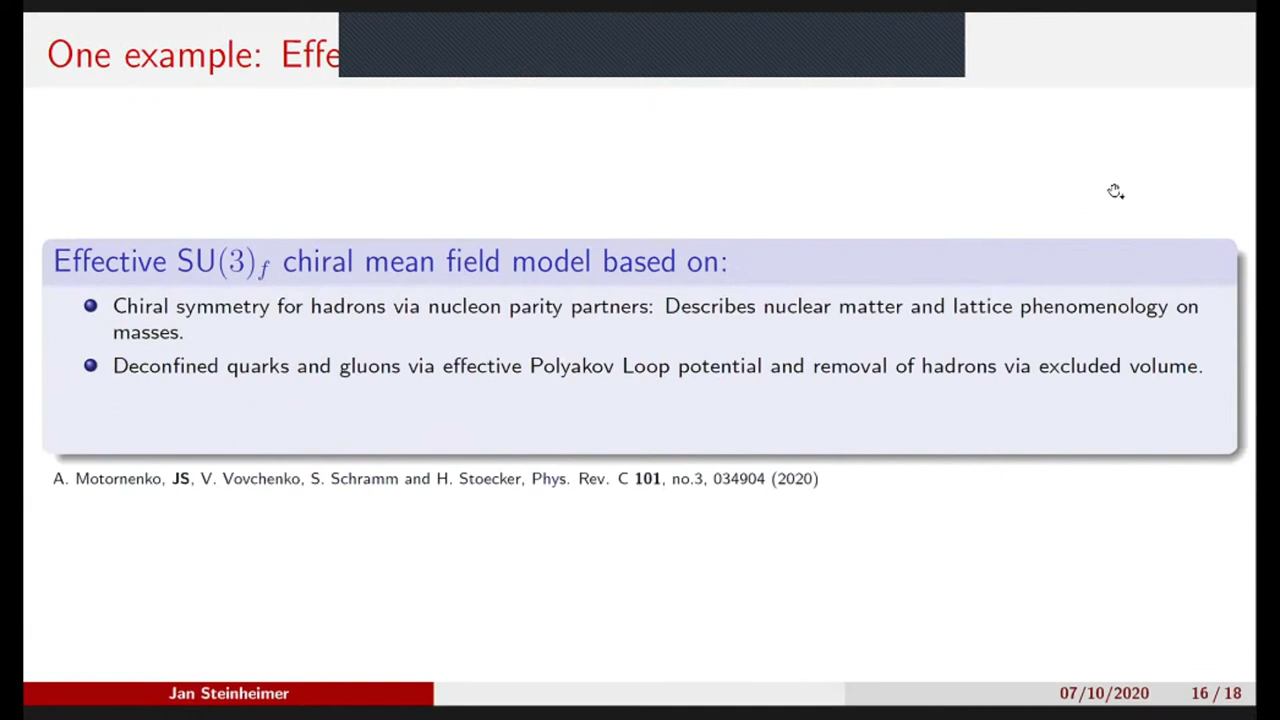 One example: Effe
Effective SU(3)_f chiral mean field model based on:
Chiral symmetry for hadrons via nucleon parity partners: Describes nuclear matter and lattice phenomenology on
masses.
Deconfined quarks and gluons via effective Polyakov Loop potential and removal of hadrons via excluded volume.
A. Motornenko, JS, V. Vovchenko, S. Schramm and H. Stoecker, Phys. Rev. C 101, no.3, 034904 (2020)
Jan Steinheimer 07/10/2020 16 / 18